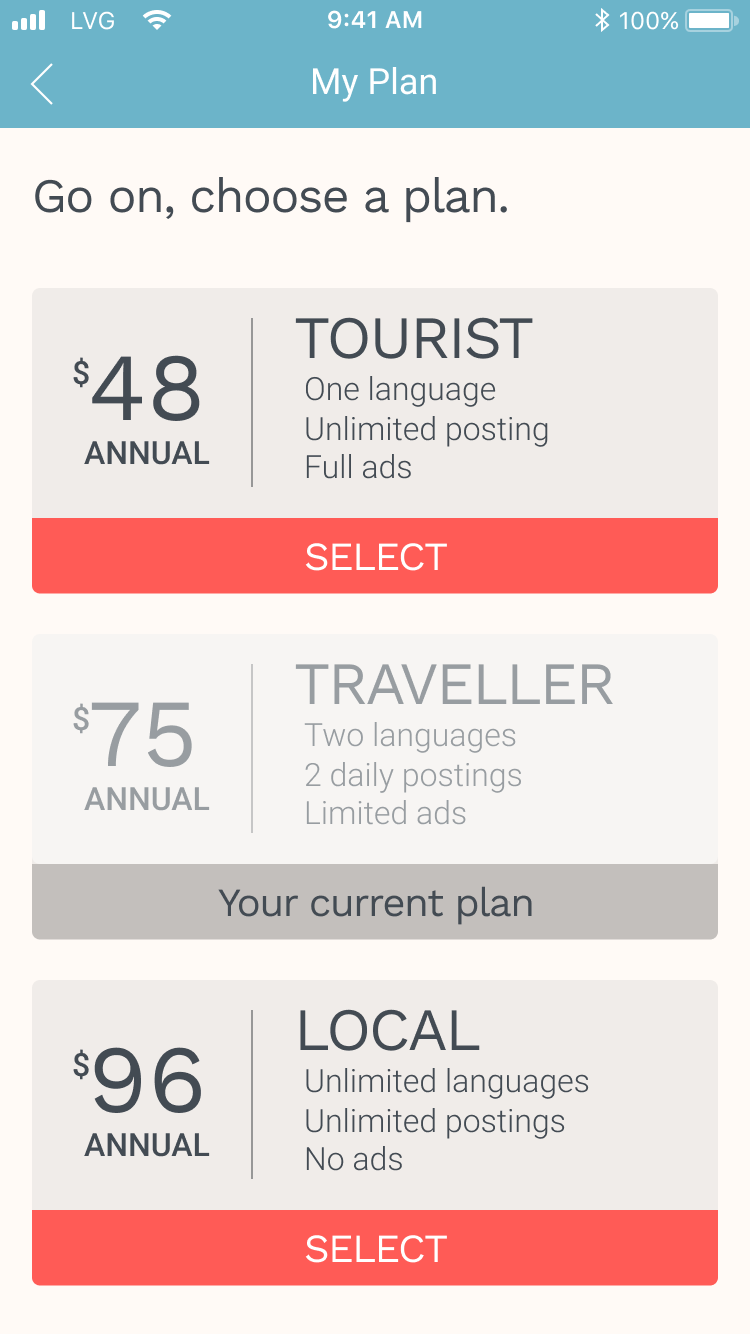 LVG 9:41 AM 100%
My Plan
Go on, choose a plan.
TOURIST
$48
ANNUAL
One language
Unlimited posting
Full ads
SELECT
TRAVELLER
$75
ANNUAL
Two languages
2 daily postings
Limited ads
Your current plan
LOCAL
$96
ANNUAL
Unlimited languages
Unlimited postings
No ads
SELECT